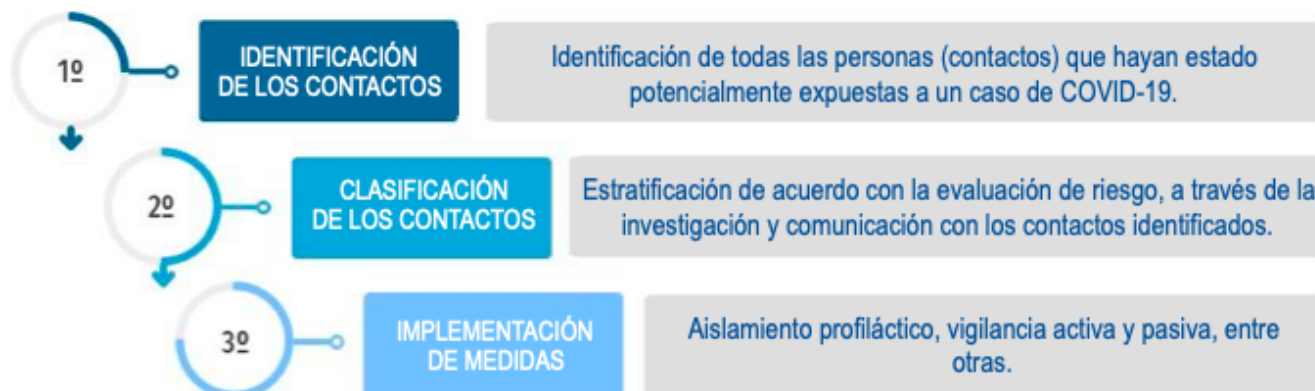 1º
IDENTIFICACIÓN
DE LOS CONTACTOS
Identificación de todas las personas (contactos) que hayan estado
potencialmente expuestas a un caso de COVID-19.
2º
CLASIFICACIÓN
DE LOS CONTACTOS
Estratificación de acuerdo con la evaluación de riesgo, a través de la
investigación y comunicación con los contactos identificados.
3º
IMPLEMENTACIÓN
DE MEDIDAS
Aislamiento profiláctico, vigilancia activa y pasiva, entre
otras.